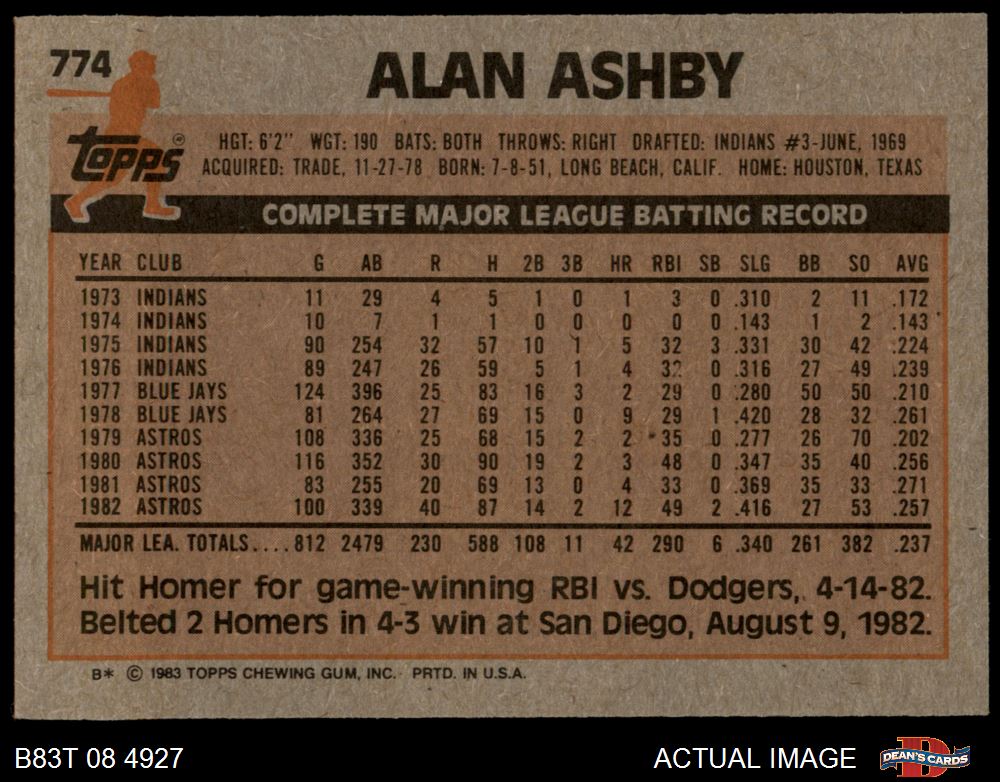 774
ALAN ASHBY
Topps®
HGT: 6'2" WGT: 190 BATS: BOTH THROWS: RIGHT DRAFTED: INDIANS #3-JUNE, 1969
ACQUIRED: TRADE, 11-27-78 BORN: 7-8-51, LONG BEACH, CALIF. HOME: HOUSTON, TEXAS
COMPLETE MAJOR LEAGUE BATTING RECORD
YEAR CLUB G AB R H 2B 3B HR RBI SB SLG BB SO AVG
1973 INDIANS 11 29 4 5 1 0 1 3 0 .310 2 11 .172
1974 INDIANS 10 7 1 1 0 0 0 0 0 .143 1 2 .143
1975 INDIANS 90 254 32 57 10 1 5 32 3 .331 30 42 .224
1976 INDIANS 89 247 26 59 5 1 4 32 0 .316 27 49 .239
1977 BLUE JAYS 124 396 25 83 16 3 2 29 0 .280 50 50 .210
1978 BLUE JAYS 81 264 27 69 15 0 9 29 1 .420 28 32 .261
1979 ASTROS 108 336 25 68 15 2 2 35 0 .277 26 70 .202
1980 ASTROS 116 352 30 90 19 2 3 48 0 .347 35 40 .256
1981 ASTROS 83 255 20 69 13 0 4 33 0 .369 35 33 .271
1982 ASTROS 100 339 40 87 14 2 12 49 2 .416 27 53 .257
MAJOR LEA. TOTALS....812 2479 230 588 108 11 42 290 6 .340 261 382 .237
Hit Homer for game-winning RBI vs. Dodgers, 4-14-82.
Belted 2 Homers in 4-3 win at San Diego, August 9, 1982.
B* © 1983 TOPPS CHEWING GUM, INC. PRTD. IN U.S.A.
B83T 08 4927
ACTUAL IMAGE
DEAN'S CARDS